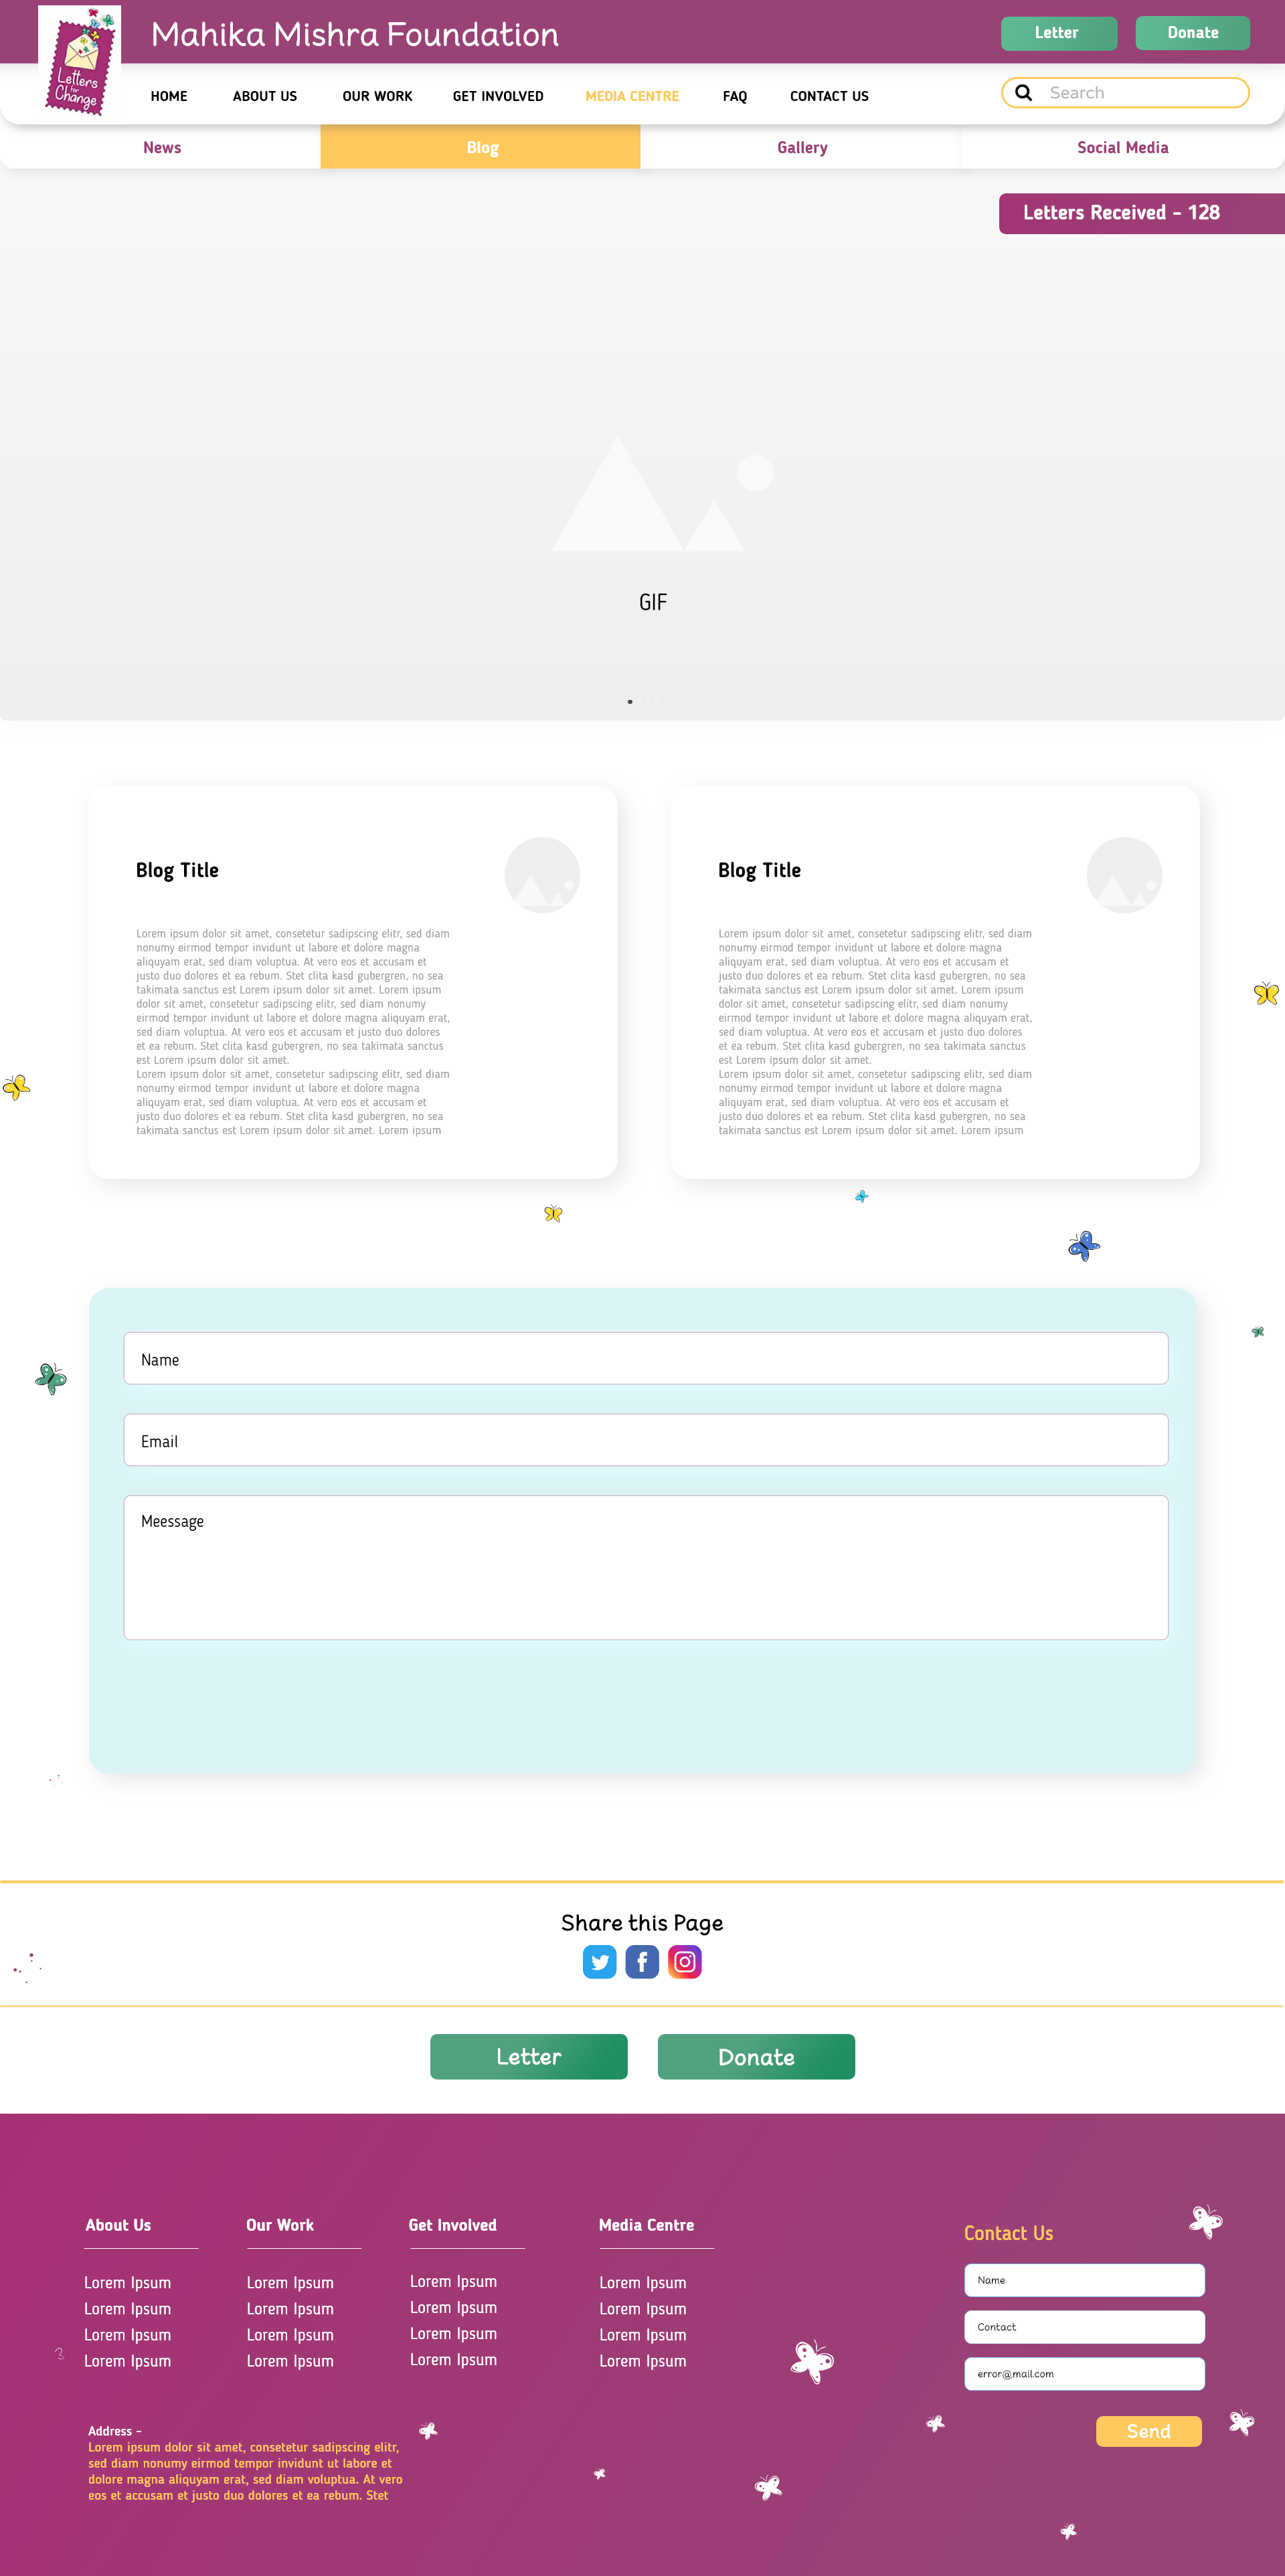 Letters
for
Change
Mahika Mishra Foundation
Letter
Donate
HOME
ABOUT US
OUR WORK
GET INVOLVED
MEDIA CENTRE
FAQ
CONTACT US
Search
News
Blog
Gallery
Social Media
Letters Received - 128
GIF
Blog Title
Lorem ipsum dolor sit amet, consetetur sadipscing elitr, sed diam
nonumy eirmod tempor invidunt ut labore et dolore magna
aliquyam erat, sed diam voluptua. At vero eos et accusam et
justo duo dolores et ea rebum. Stet clita kasd gubergren, no sea
takimata sanctus est Lorem ipsum dolor sit amet. Lorem ipsum
dolor sit amet, consetetur sadipscing elitr, sed diam nonumy
eirmod tempor invidunt ut labore et dolore magna aliquyam erat,
sed diam voluptua. At vero eos et accusam et justo duo dolores
et ea rebum. Stet clita kasd gubergren, no sea takimata sanctus
est Lorem ipsum dolor sit amet.
Lorem ipsum dolor sit amet, consetetur sadipscing elitr, sed diam
nonumy eirmod tempor invidunt ut labore et dolore magna
aliquyam erat, sed diam voluptua. At vero eos et accusam et
justo duo dolores et ea rebum. Stet clita kasd gubergren, no sea
takimata sanctus est Lorem ipsum dolor sit amet. Lorem ipsum
Blog Title
Lorem ipsum dolor sit amet, consetetur sadipscing elitr, sed diam
nonumy eirmod tempor invidunt ut labore et dolore magna
aliquyam erat, sed diam voluptua. At vero eos et accusam et
justo duo dolores et ea rebum. Stet clita kasd gubergren, no sea
takimata sanctus est Lorem ipsum dolor sit amet. Lorem ipsum
dolor sit amet, consetetur sadipscing elitr, sed diam nonumy
eirmod tempor invidunt ut labore et dolore magna aliquyam erat,
sed diam voluptua. At vero eos et accusam et justo duo dolores
et ea rebum. Stet clita kasd gubergren, no sea takimata sanctus
est Lorem ipsum dolor sit amet.
Lorem ipsum dolor sit amet, consetetur sadipscing elitr, sed diam
nonumy eirmod tempor invidunt ut labore et dolore magna
aliquyam erat, sed diam voluptua. At vero eos et accusam et
justo duo dolores et ea rebum. Stet clita kasd gubergren, no sea
takimata sanctus est Lorem ipsum dolor sit amet. Lorem ipsum
Name
Email
Meessage
Share this Page
Letter
Donate
About Us
Lorem Ipsum
Lorem Ipsum
Lorem Ipsum
Lorem Ipsum
Our Work
Lorem Ipsum
Lorem Ipsum
Lorem Ipsum
Lorem Ipsum
Get Involved
Lorem Ipsum
Lorem Ipsum
Lorem Ipsum
Lorem Ipsum
Media Centre
Lorem Ipsum
Lorem Ipsum
Lorem Ipsum
Lorem Ipsum
Address -
Lorem ipsum dolor sit amet, consetetur sadipscing elitr,
sed diam nonumy eirmod tempor invidunt ut labore et
dolore magna aliquyam erat, sed diam voluptua. At vero
eos et accusam et justo duo dolores et ea rebum. Stet
Contact Us
Name
Contact
error@mail.com
Send